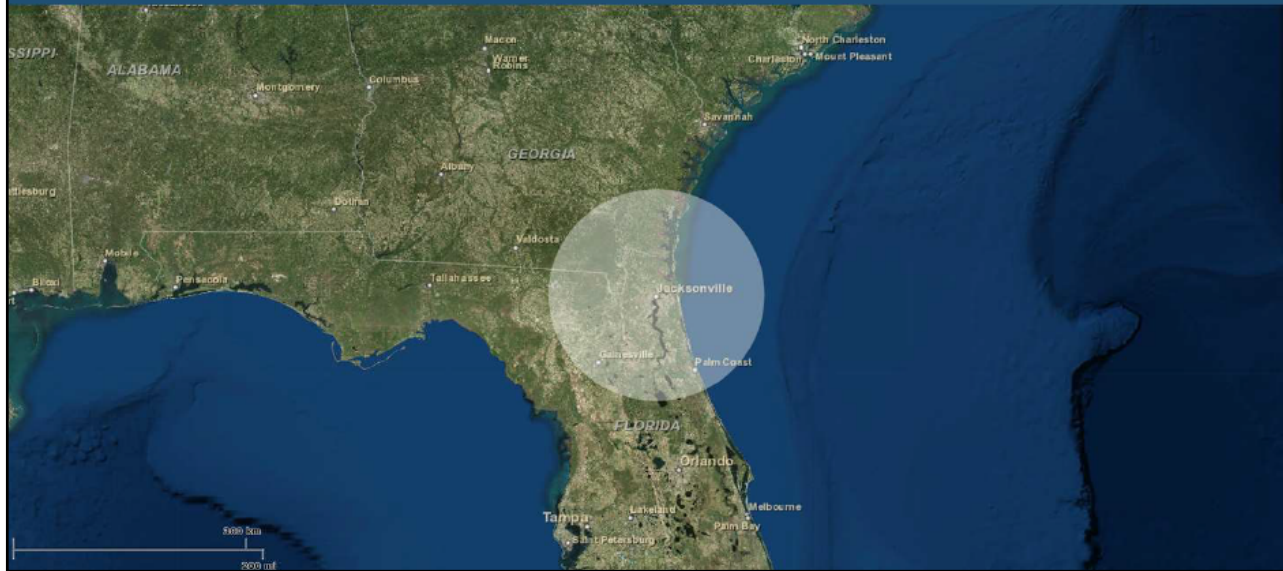 North Charleston
Macon
SSIPPI
Warner
Robins
Charleston
Mount Pleasant
ALABAMA
Columbus
Montgomery
Savannah
GEORGIA
Albany
ttiesburg
Dothan
Valdosta
Mobile
Tallahassee
Biloxi
Pensacola
Jacksonville
Gainesville
Palm Coast
FLORIDA
Orlando
Lakeland
Melbourne
Tampa
Palm Bay
300 km
Saint Petersburg
200 mi